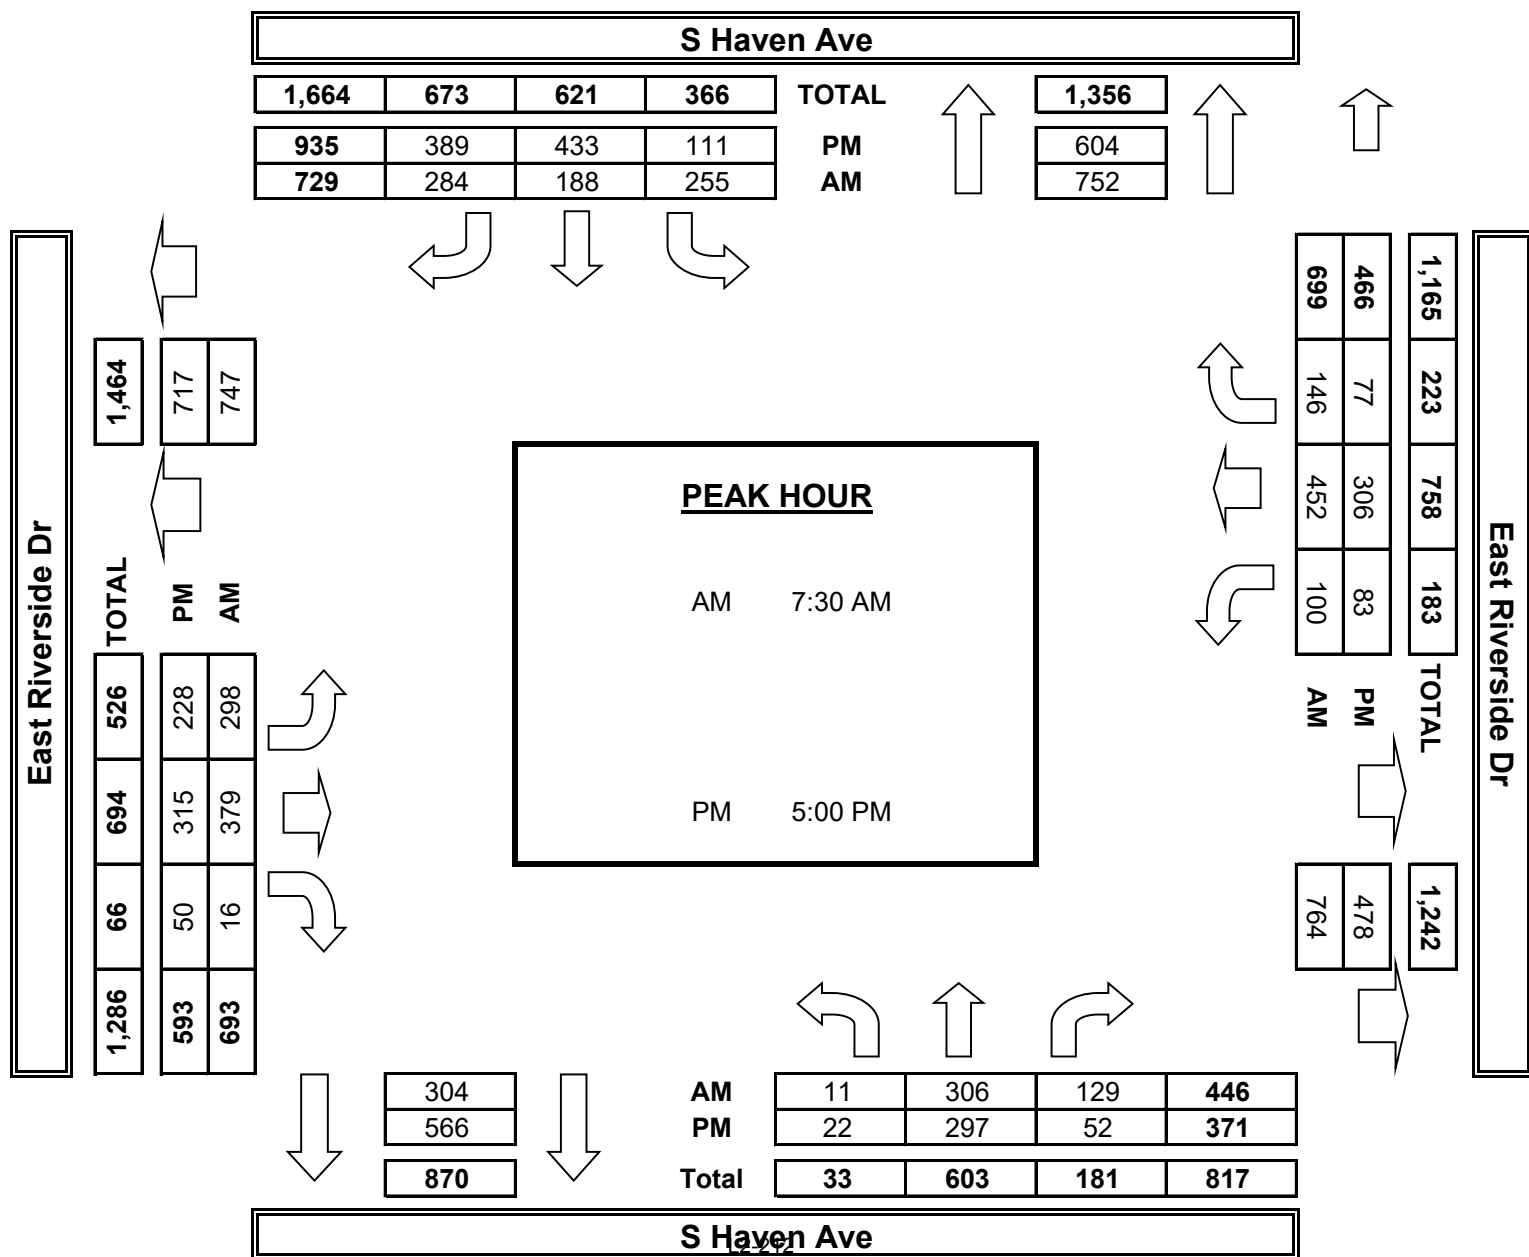 S Haven Ave
1,664 673 621 366 TOTAL 1,356
935 389 433 111 PM 604
729 284 188 255 AM 752
East Riverside Dr
1,464 717 747
TOTAL PM AM
526 228 298
694 315 379
66 50 16
1,286 593 693
PEAK HOUR
AM 7:30 AM
PM 5:00 PM
699 466 1,165
146 77 223
452 306 758
100 83 183
AM PM TOTAL
764 478 1,242
East Riverside Dr
304 AM 11 306 129 446
566 PM 22 297 52 371
870 Total 33 603 181 817
S Haven Ave
L2-212